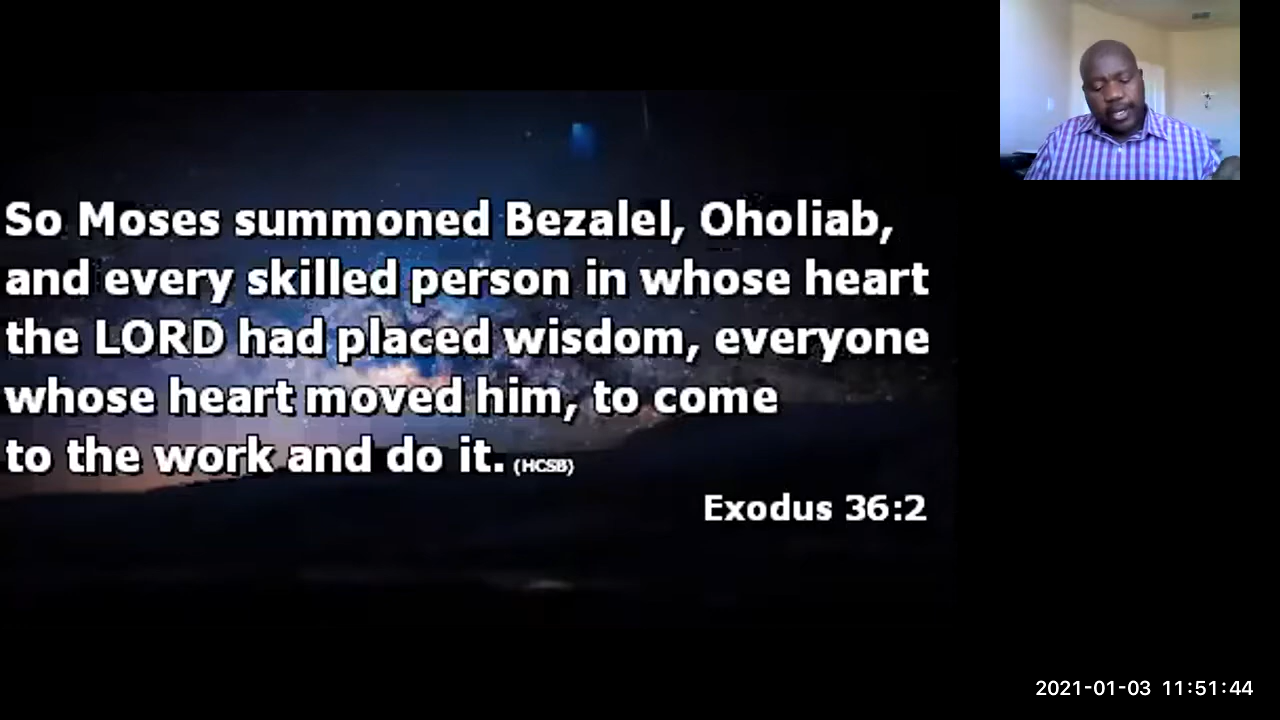 So Moses summoned Bezalel, Oholiab,
and every skilled person in whose heart
the LORD had placed wisdom, everyone
whose heart moved him, to come
to the work and do it. (HCSB)
Exodus 36:2
2021-01-03 11:51:44